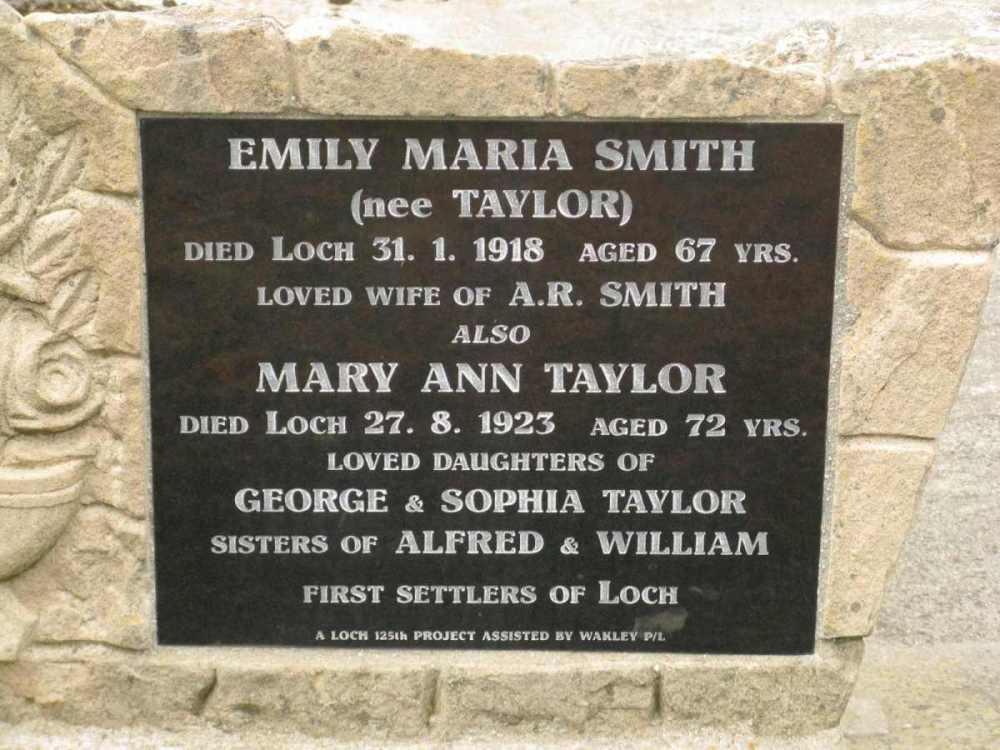 EMILY MARIA SMITH
(nee TAYLOR)
DIED LOCH 31. 1. 1918 AGED 67 YRS.
LOVED WIFE OF A.R. SMITH
ALSO
MARY ANN TAYLOR
DIED LOCH 27. 8. 1923 AGED 72 YRS.
LOVED DAUGHTERS OF
GEORGE & SOPHIA TAYLOR
SISTERS OF ALFRED & WILLIAM
FIRST SETTLERS OF LOCH
A LOCH 125th PROJECT ASSISTED BY WAKLEY P/L